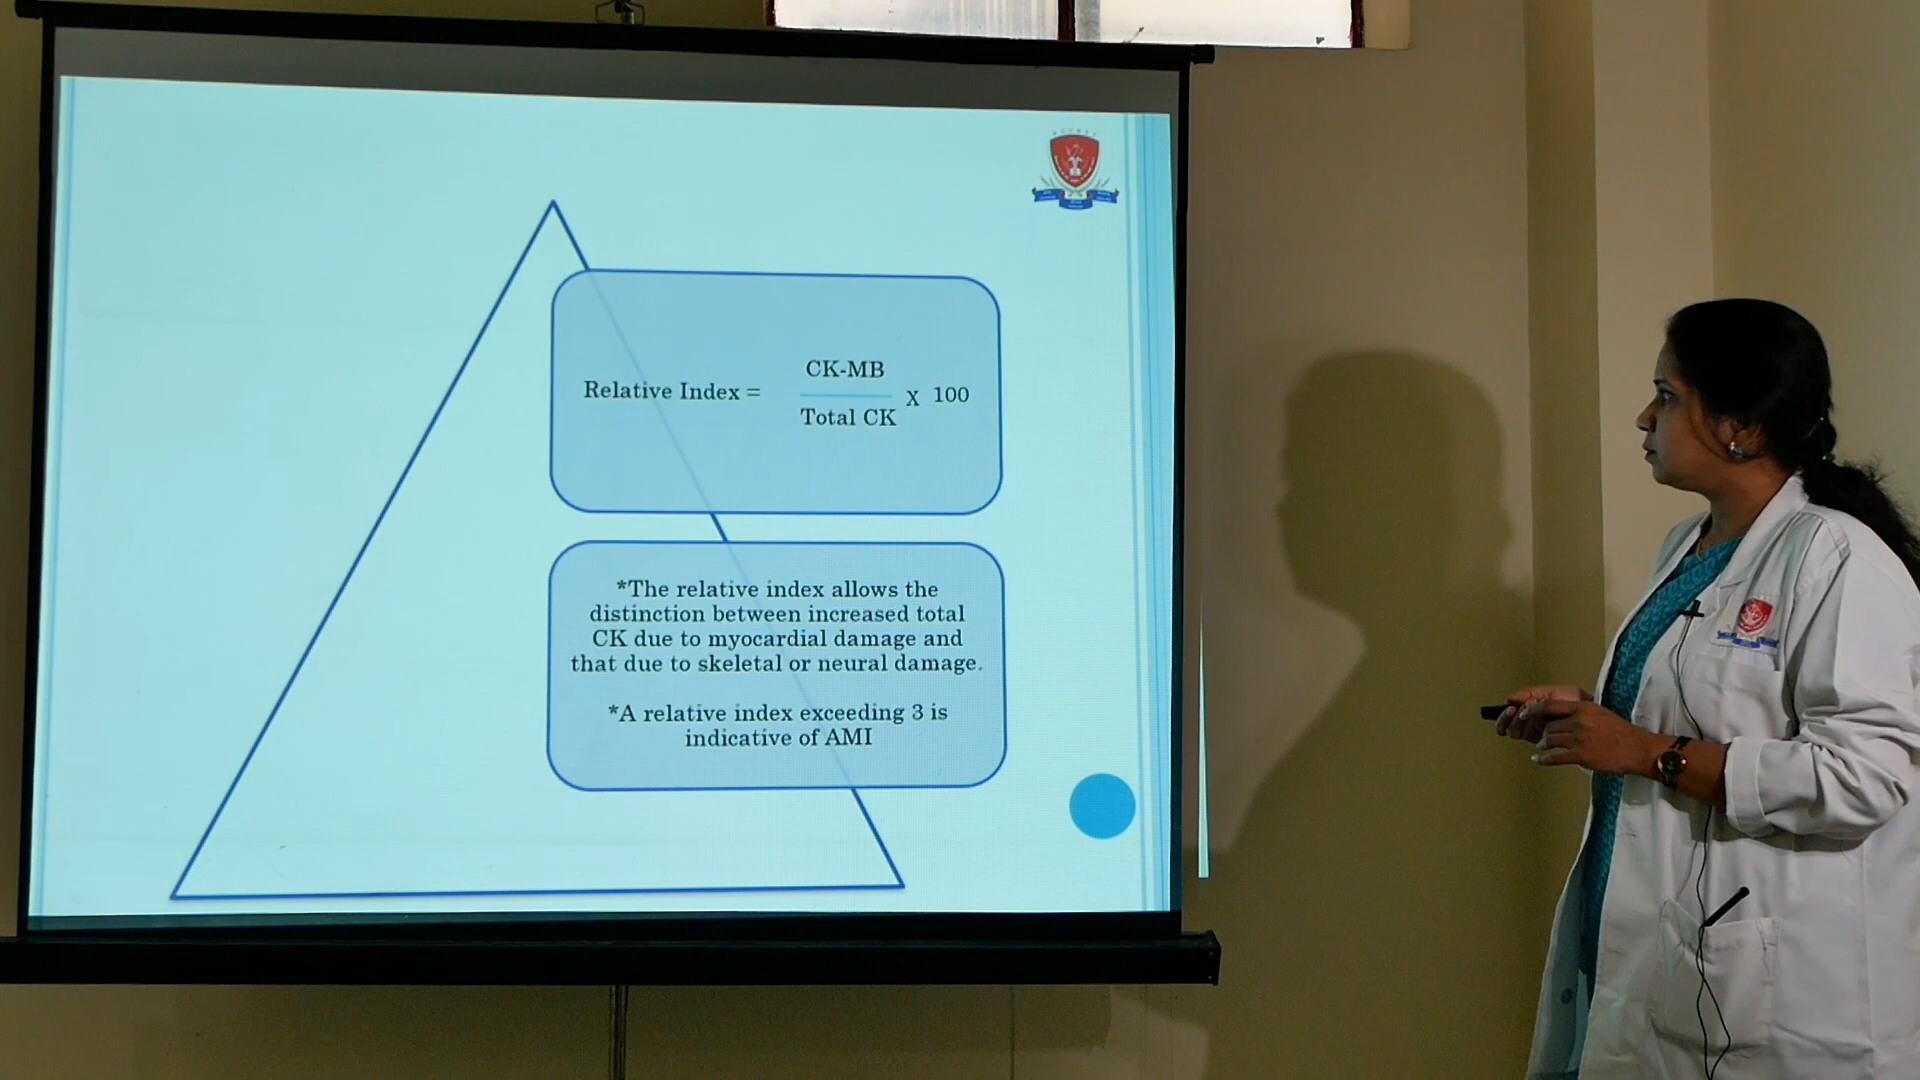 Relative Index =
CK-MB
Total CK
X 100
*The relative index allows the
distinction between increased total
CK due to myocardial damage and
that due to skeletal or neural damage.
*A relative index exceeding 3 is
indicative of AMI